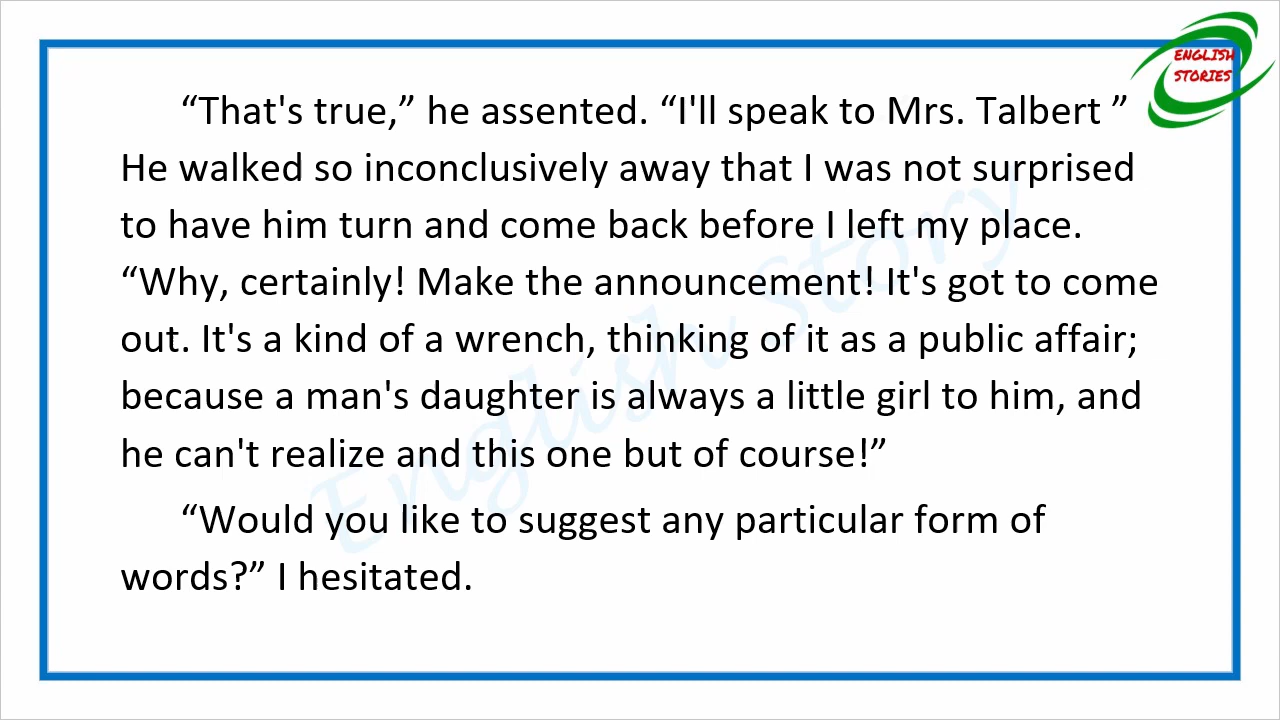 ENGLISH
STORIES
“That's true,” he assented. “I'll speak to Mrs. Talbert ”
He walked so inconclusively away that I was not surprised
to have him turn and come back before I left my place.
“Why, certainly! Make the announcement! It's got to come
out. It's a kind of a wrench, thinking of it as a public affair;
because a man's daughter is always a little girl to him, and
he can't realize and this one but of course!”
“Would you like to suggest any particular form of
words?” I hesitated.
English Story